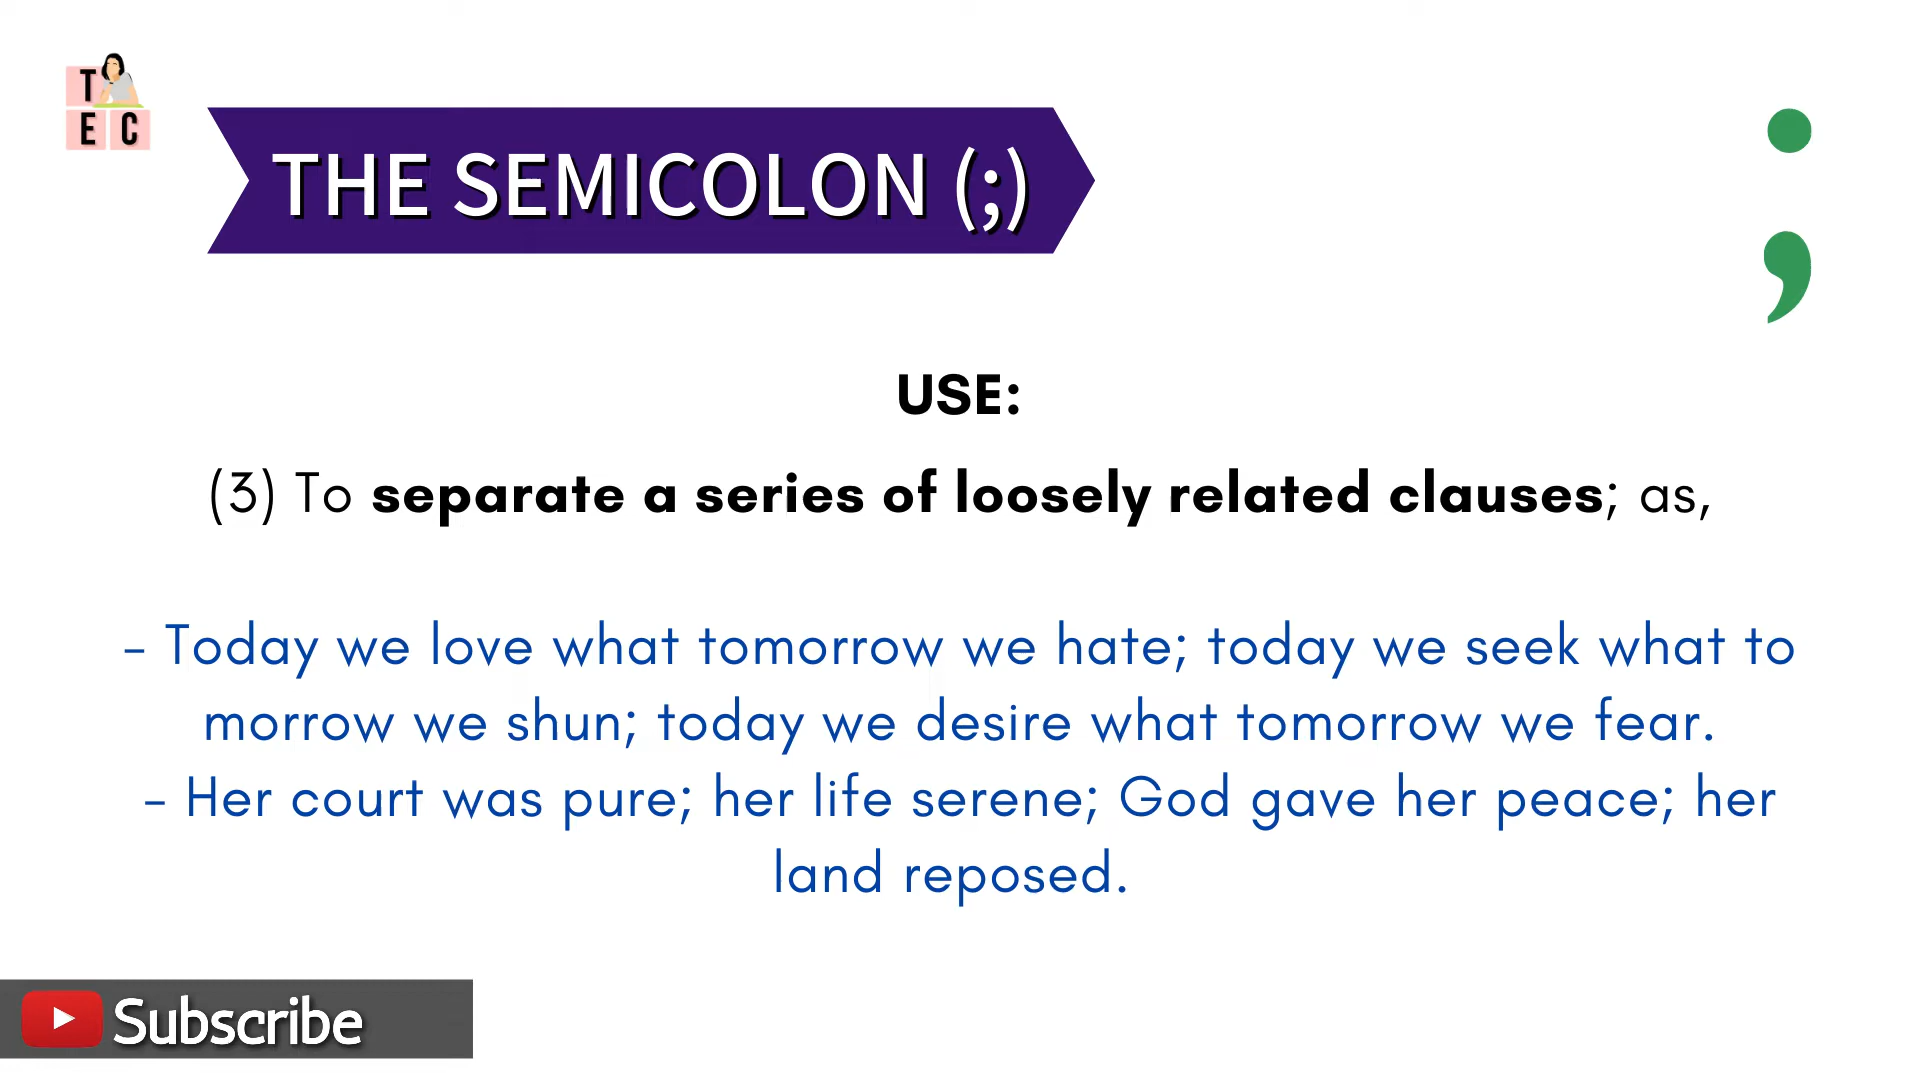 T
E C
THE SEMICOLON (;)
;
USE:
(3) To separate a series of loosely related clauses; as,
- Today we love what tomorrow we hate; today we seek what to
morrow we shun; today we desire what tomorrow we fear.
- Her court was pure; her life serene; God gave her peace; her
land reposed.
Subscribe